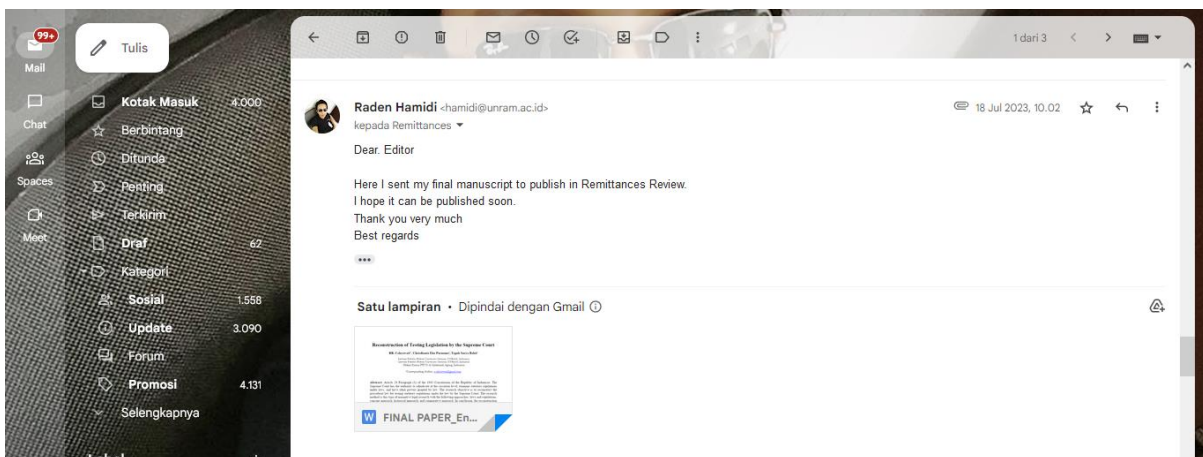 99+
Mail
Chat
Spaces
Meet
Tulis
Kotak Masuk 4.000
Berbintang
Ditunda
Penting
Terkirim
Draf 62
Kategori
Sosial 1.558
Update 3.090
Forum
Promosi 4.131
Selengkapnya
1 dari 3
Raden Hamidi <hamidi@unram.ac.id>
18 Jul 2023, 10.02
kepada Remittances
Dear. Editor
Here I sent my final manuscript to publish in Remittances Review.
I hope it can be published soon.
Thank you very much
Best regards
Satu lampiran • Dipindai dengan Gmail
Reconstruction of Testing Legislation by the Supreme Court
W FINAL PAPER_En...